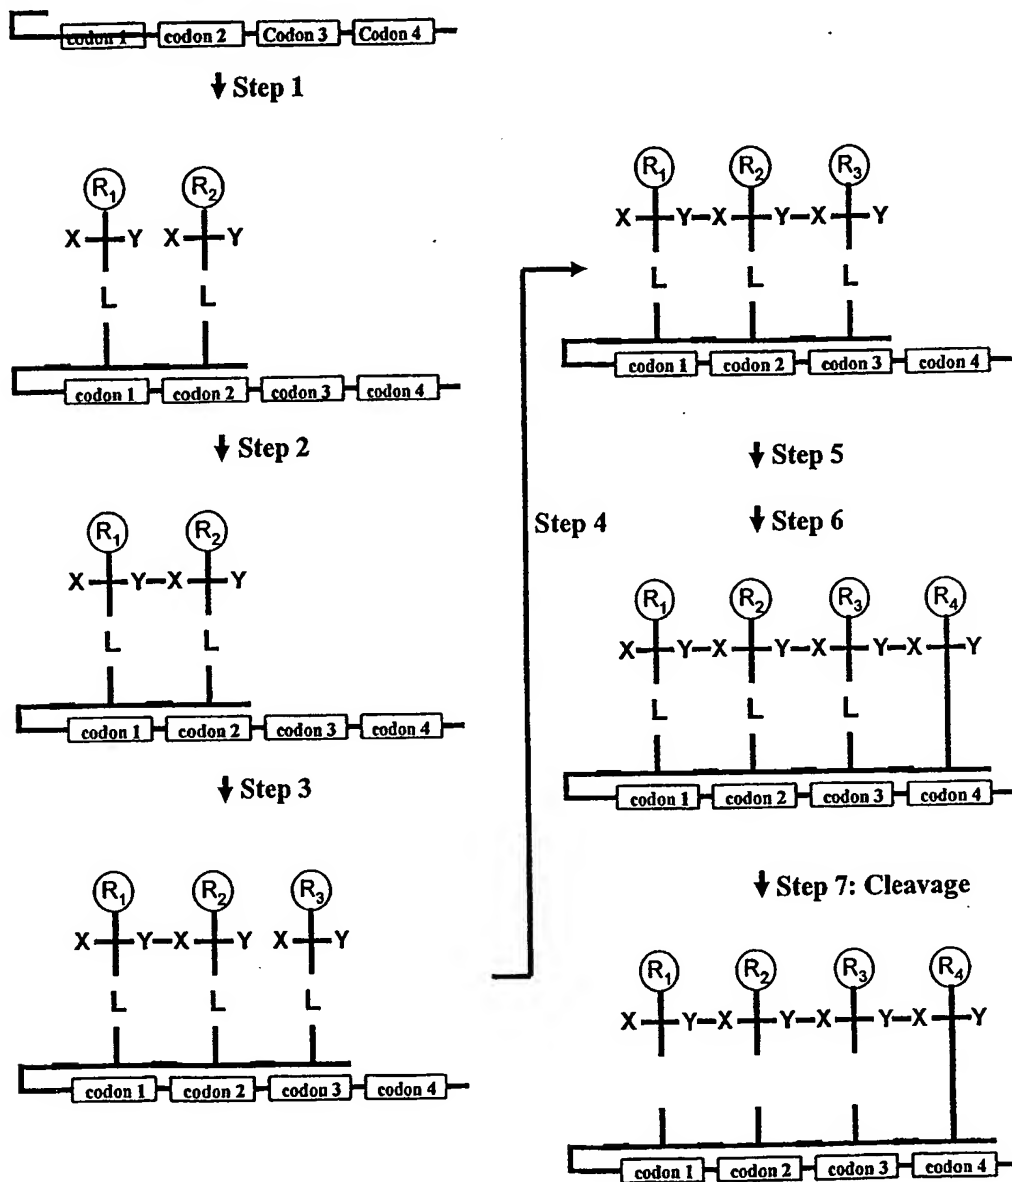 codon 1 codon 2 Codon 3 Codon 4
Step 1
R1 R2
X Y X Y
L L
codon 1 codon 2 codon 3 codon 4
Step 2
R1 R2
X Y-X Y
L L
codon 1 codon 2 codon 3 codon 4
Step 3
R1 R2 R3
X Y-X Y X Y
L L L
codon 1 codon 2 codon 3 codon 4
Step 4
R1 R2 R3
X Y-X Y-X Y
L L L
codon 1 codon 2 codon 3 codon 4
Step 5
Step 6
R1 R2 R3 R4
X Y-X Y-X Y-X Y
L L L
codon 1 codon 2 codon 3 codon 4
Step 7: Cleavage
R1 R2 R3 R4
X Y-X Y-X Y-X Y
codon 1 codon 2 codon 3 codon 4